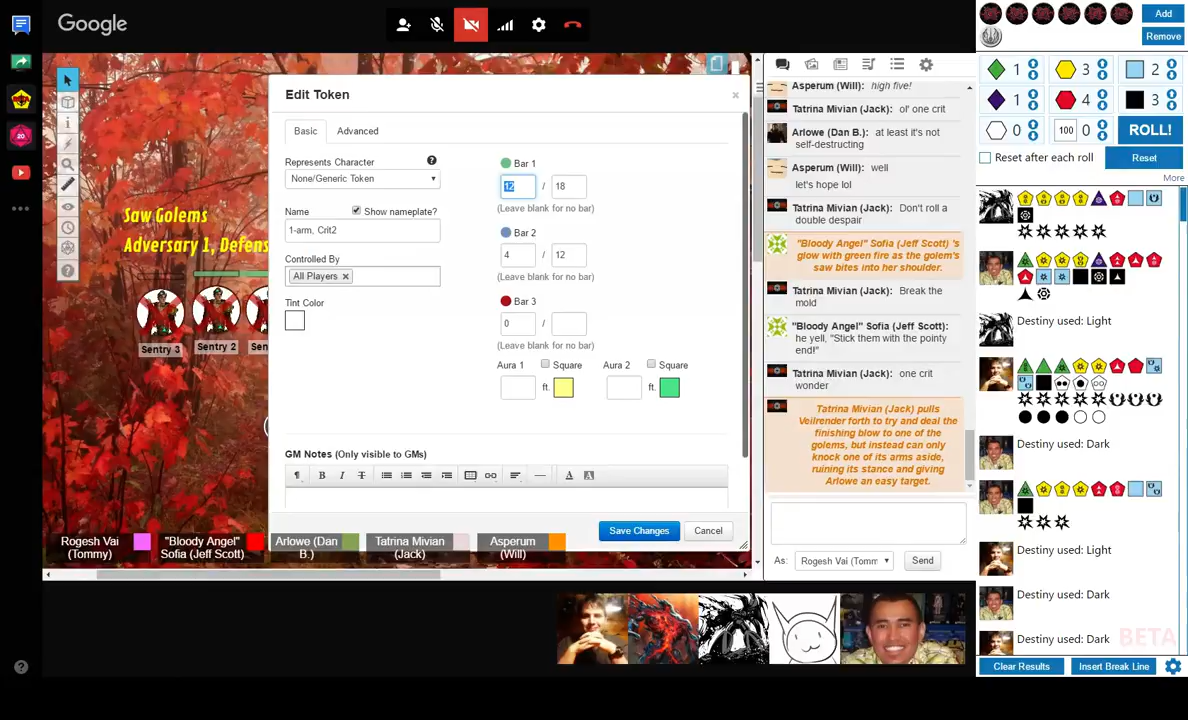 Google
Add
Remove
1
3
2
1
4
3
0
100
0
ROLL!
Reset after each roll
Reset
More
20
Saw Golems
Adversary 1, Defens
Sentry 3
Sentry 2
Edit Token
×
Basic
Advanced
Represents Character
?
None/Generic Token
Name
Show nameplate?
1-arm, Crit2
Controlled By
All Players ×
Tint Color
Bar 1
12 / 18
(Leave blank for no bar)
Bar 2
4 / 12
(Leave blank for no bar)
Bar 3
0 /
(Leave blank for no bar)
Aura 1
Square
Aura 2
Square
ft.
ft.
GM Notes (Only visible to GMs)
Save Changes
Cancel
Rogesh Vai
(Tommy)
"Bloody Angel"
Sofia (Jeff Scott)
Arlowe (Dan
B.)
Tatrina Mivian
(Jack)
Asperum
(Will)
Asperum (Will): high five!
Tatrina Mivian (Jack): ol' one crit
Arlowe (Dan B.): at least it's not
self-destructing
Asperum (Will): well
let's hope lol
Tatrina Mivian (Jack): Don't roll a
double despair
"Bloody Angel" Sofia (Jeff Scott) 's
glow with green fire as the golem's
saw bites into her shoulder.
Tatrina Mivian (Jack): Break the
mold
"Bloody Angel" Sofia (Jeff Scott):
he yell, "Stick them with the pointy
end!"
Tatrina Mivian (Jack): one crit
wonder
Tatrina Mivian (Jack) pulls
Veilrender forth to try and deal the
finishing blow to one of the
golems, but instead can only
knock one of its arms aside,
ruining its stance and giving
Arlowe an easy target.
As:
Rogesh Vai (Tomm
Send
Destiny used: Light
Destiny used: Dark
Destiny used: Light
Destiny used: Dark
Destiny used: Dark
BETA
Clear Results
Insert Break Line